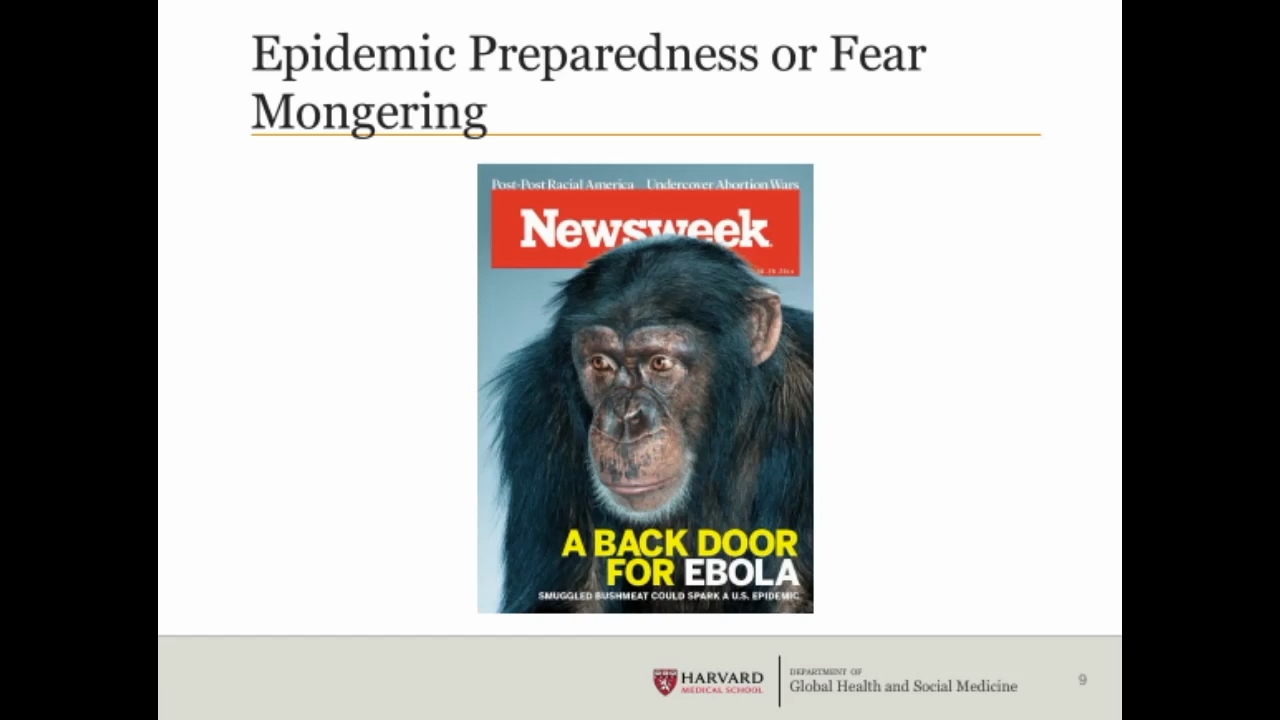 Epidemic Preparedness or Fear
Mongering
Post-Post Racial America Undercover Abortion Wars
Newsweek
A BACK DOOR
FOR EBOLA
SMUGGLED BUSHMEAT COULD SPARK A U.S. EPIDEMIC
HARVARD
MEDICAL SCHOOL
DEPARTMENT OF
Global Health and Social Medicine
9